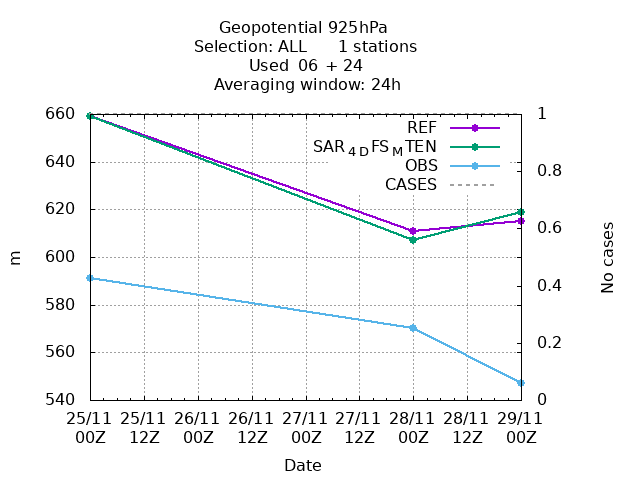 Geopotential 925hPa
Selection: ALL 1 stations
Used 06 + 24
Averaging window: 24h
660
640
620
600
580
560
540
m
1
0.8
0.6
0.4
0.2
0
No cases
REF
SAR4DFSMTEN
OBS
CASES
25/11 25/11 26/11 26/11 27/11 27/11 28/11 28/11 29/11
00Z 12Z 00Z 12Z 00Z 12Z 00Z 12Z 00Z
Date